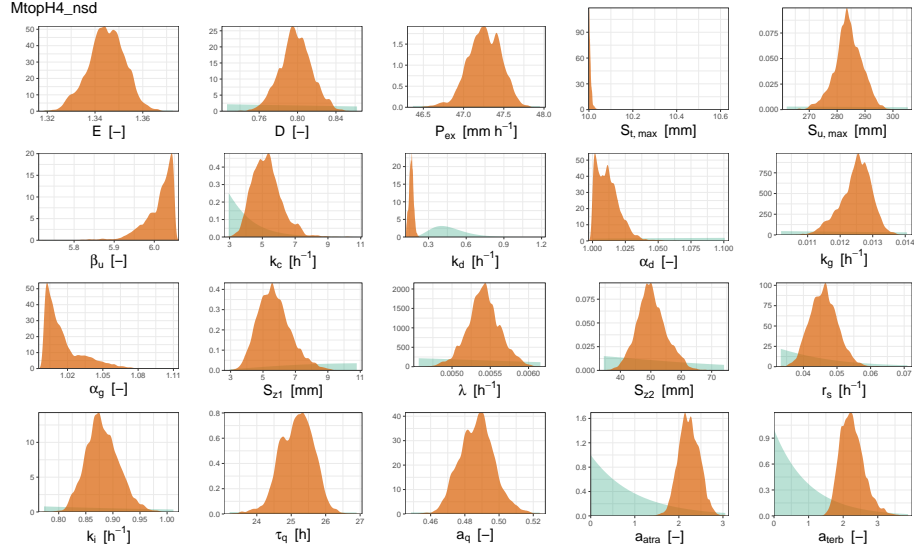 MtopH4_nsd
50 40 30 20 10 0
1.32 1.34 1.36
E [−]
25 20 15 10 5 0
0.76 0.80 0.84
D [−]
1.5 1.0 0.5 0.0
46.5 47.0 47.5 48.0
P_ex [mm h⁻¹]
90 60 30 0
10.0 10.2 10.4 10.6
S_t, max [mm]
0.075 0.050 0.025 0.000
270 280 290 300
S_u, max [mm]
20 15 10 5 0
5.8 5.9 6.0
β_u [−]
0.4 0.3 0.2 0.1 0.0
3 5 7 9 11
k_c [h⁻¹]
20 15 10 5 0
0.3 0.6 0.9 1.2
k_d [h⁻¹]
50 40 30 20 10 0
1.000 1.025 1.050 1.075 1.100
α_d [−]
750 500 250 0
0.011 0.012 0.013 0.014
k_g [h⁻¹]
50 40 30 20 10 0
1.02 1.05 1.08 1.11
α_g [−]
0.4 0.3 0.2 0.1 0.0
3 5 7 9 11
S_z1 [mm]
2000 1500 1000 500 0
0.0050 0.0055 0.0060
λ [h⁻¹]
0.075 0.050 0.025 0.000
40 50 60 70
S_z2 [mm]
100 75 50 25 0
0.04 0.05 0.06 0.07
r_s [h⁻¹]
10 5 0
0.80 0.85 0.90 0.95 1.00
k_i [h⁻¹]
0.8 0.6 0.4 0.2 0.0
24 25 26 27
τ_q [h]
40 30 20 10 0
0.46 0.48 0.50 0.52
a_q [−]
1.6 1.2 0.8 0.4 0.0
0 1 2 3
a_atra [−]
0.9 0.6 0.3 0.0
0 1 2 3
a_terb [−]